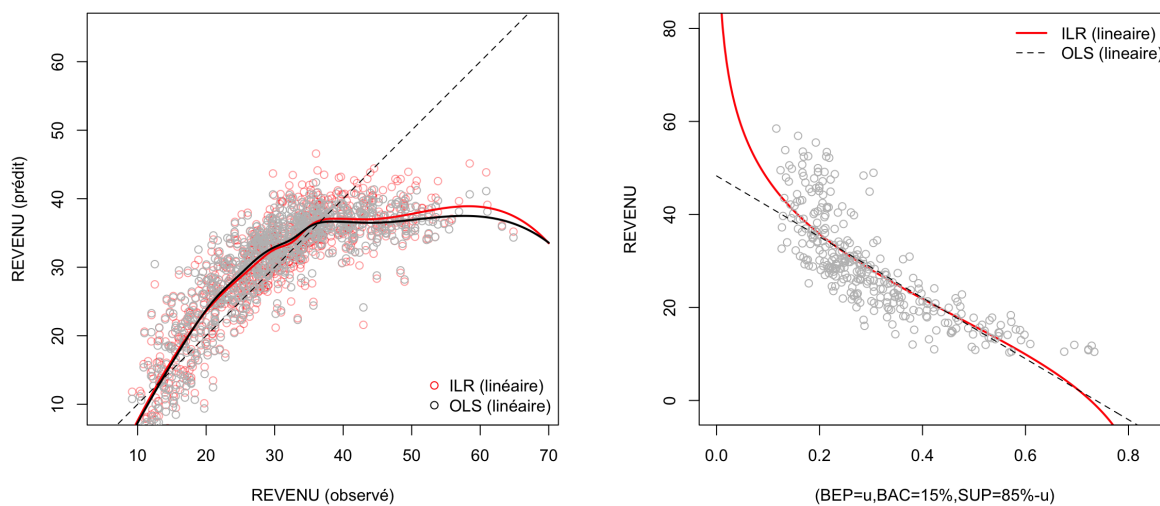 REVENU (prédit)
60
50
40
30
20
10
ILR (linéaire)
OLS (linéaire)
10 20 30 40 50 60 70
REVENU (observé)
REVENU
80
60
40
20
0
ILR (lineaire)
OLS (lineaire)
0.0 0.2 0.4 0.6 0.8
(BEP=u,BAC=15%,SUP=85%-u)